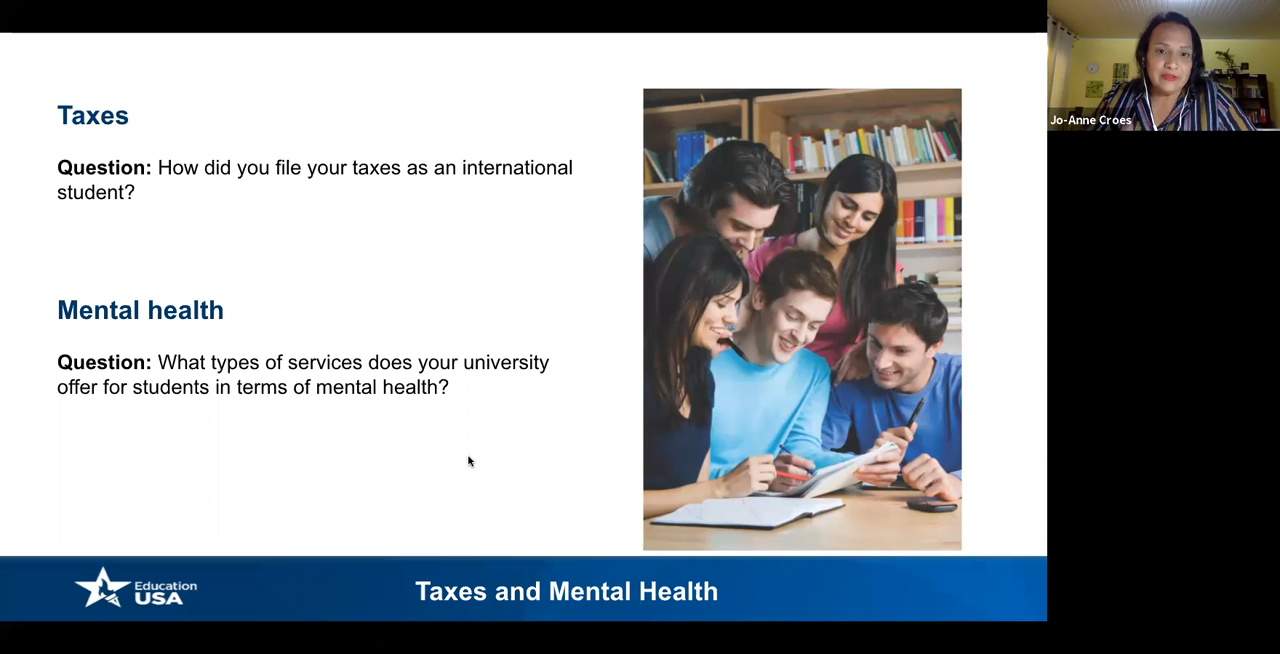 Taxes
Question: How did you file your taxes as an international
student?
Mental health
Question: What types of services does your university
offer for students in terms of mental health?
Education
USA
Taxes and Mental Health
Jo-Anne Croes